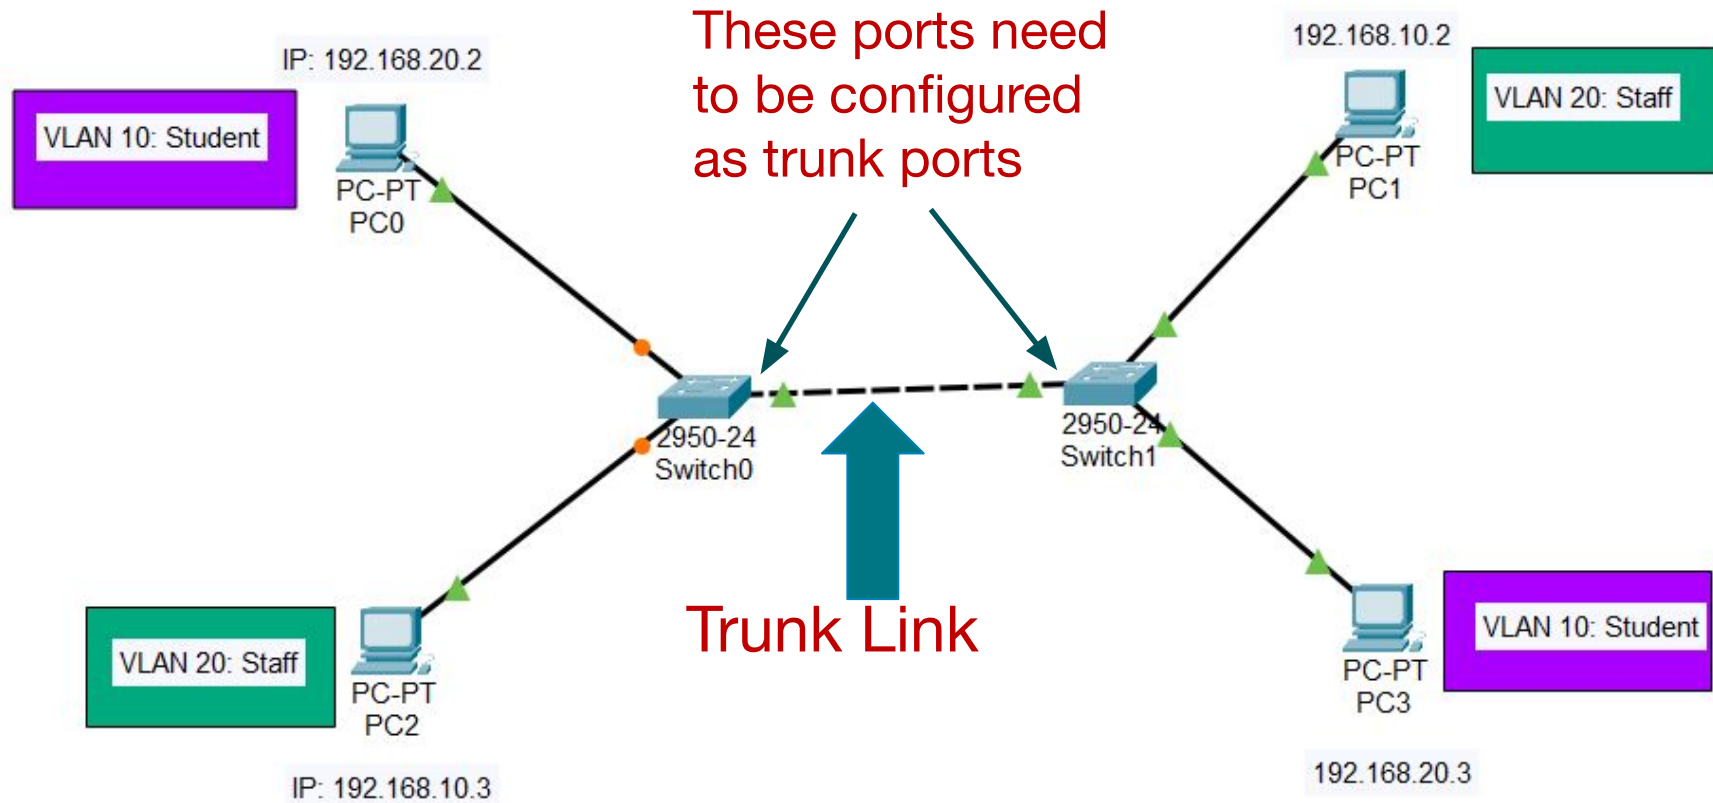 These ports need
to be configured
as trunk ports
IP: 192.168.20.2
VLAN 10: Student
PC-PT
PC0
192.168.10.2
VLAN 20: Staff
PC-PT
PC1
2950-24
Switch0
2950-24
Switch1
Trunk Link
VLAN 20: Staff
PC-PT
PC2
IP: 192.168.10.3
VLAN 10: Student
PC-PT
PC3
192.168.20.3